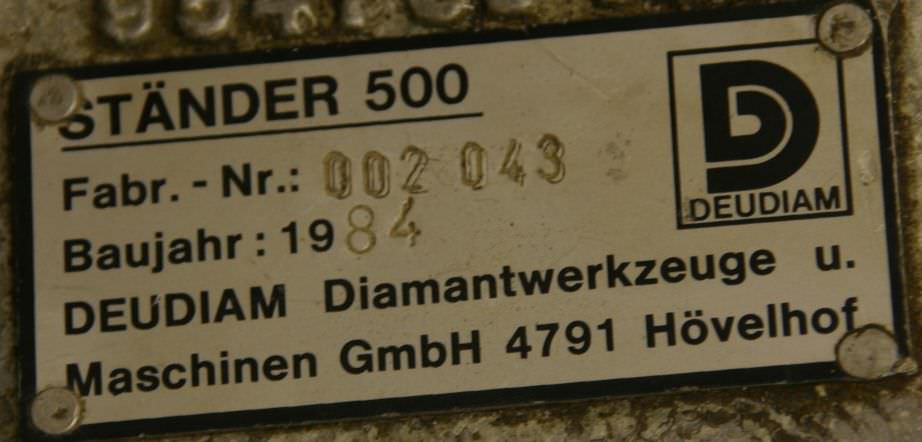 STÄNDER 500
Fabr. - Nr.: 002 043
Baujahr : 1984
DEUDIAM Diamantwerkzeuge u.
Maschinen GmbH 4791 Hövelhof
DEUDIAM